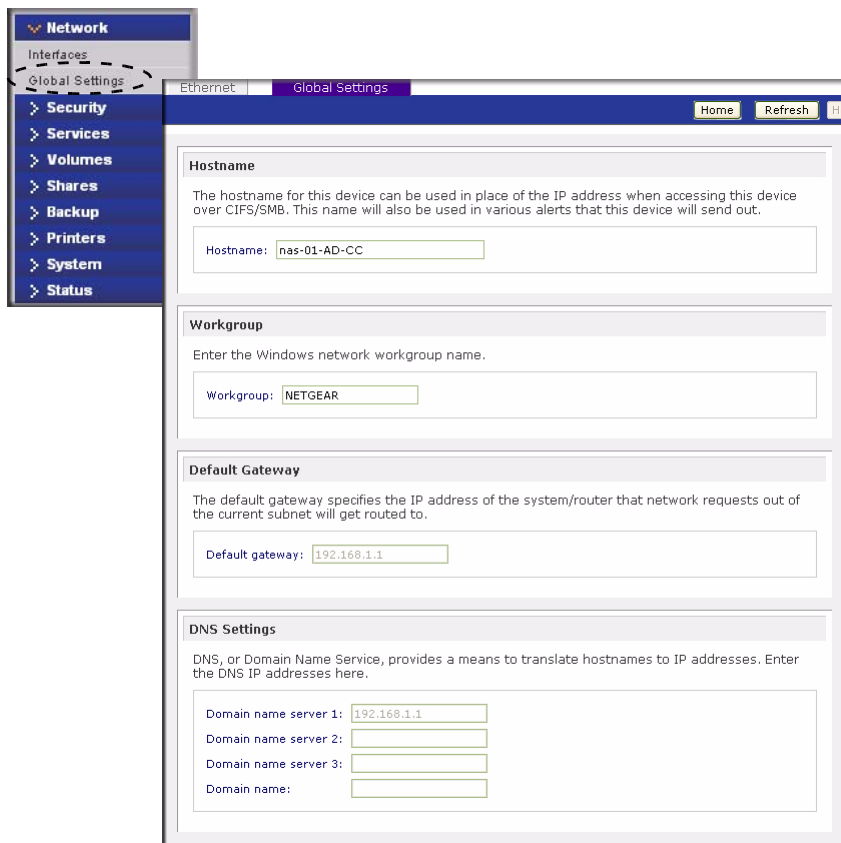 Network
Interfaces
Global Settings
Security
Services
Volumes
Shares
Backup
Printers
System
Status
Ethernet
Global Settings
Home
Refresh
Hostname
The hostname for this device can be used in place of the IP address when accessing this device
over CIFS/SMB. This name will also be used in various alerts that this device will send out.
Hostname: nas-01-AD-CC
Workgroup
Enter the Windows network workgroup name.
Workgroup: NETGEAR
Default Gateway
The default gateway specifies the IP address of the system/router that network requests out of
the current subnet will get routed to.
Default gateway: 192.168.1.1
DNS Settings
DNS, or Domain Name Service, provides a means to translate hostnames to IP addresses. Enter
the DNS IP addresses here.
Domain name server 1: 192.168.1.1
Domain name server 2:
Domain name server 3:
Domain name: